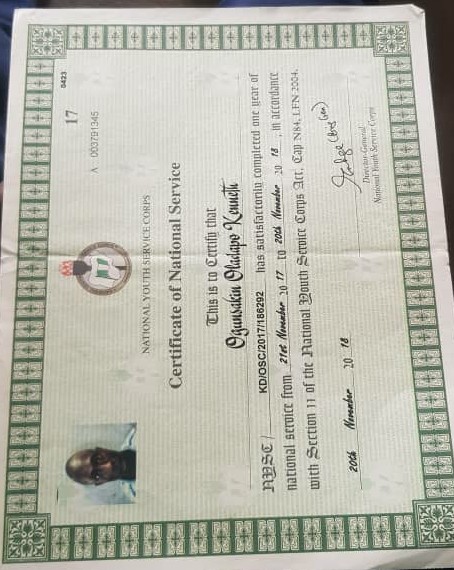 0423
17
A 003791345
NATIONAL YOUTH SERVICE CORPS
Certificate of National Service
This is to Certify that
Ogunsakin Oladapo Kenneth
NYSC/ KD/OSC/2017/186292 has satisfactorily completed one year of
national service from 21st November 20 17 to 20th November 20 18, in accordance
with Section 11 of the National Youth Service Corps Act, Cap N84, LFN 2004.
20th November 20 18
Director-General
National Youth Service Corps